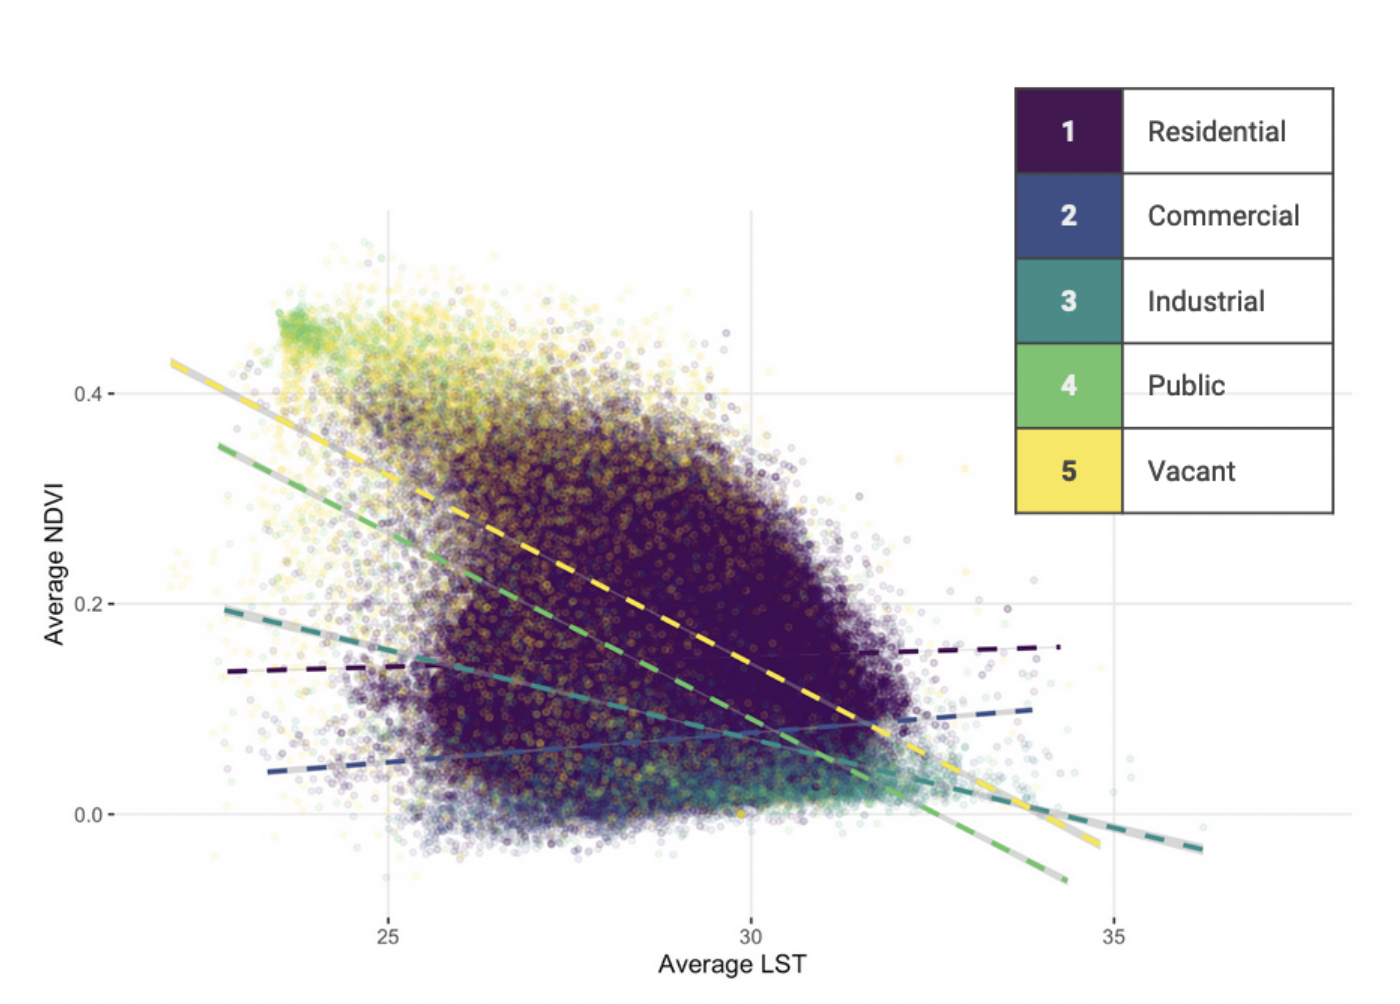 1 Residential
2 Commercial
3 Industrial
4 Public
5 Vacant
0.4
0.2
0.0
Average NDVI
25 30 35
Average LST